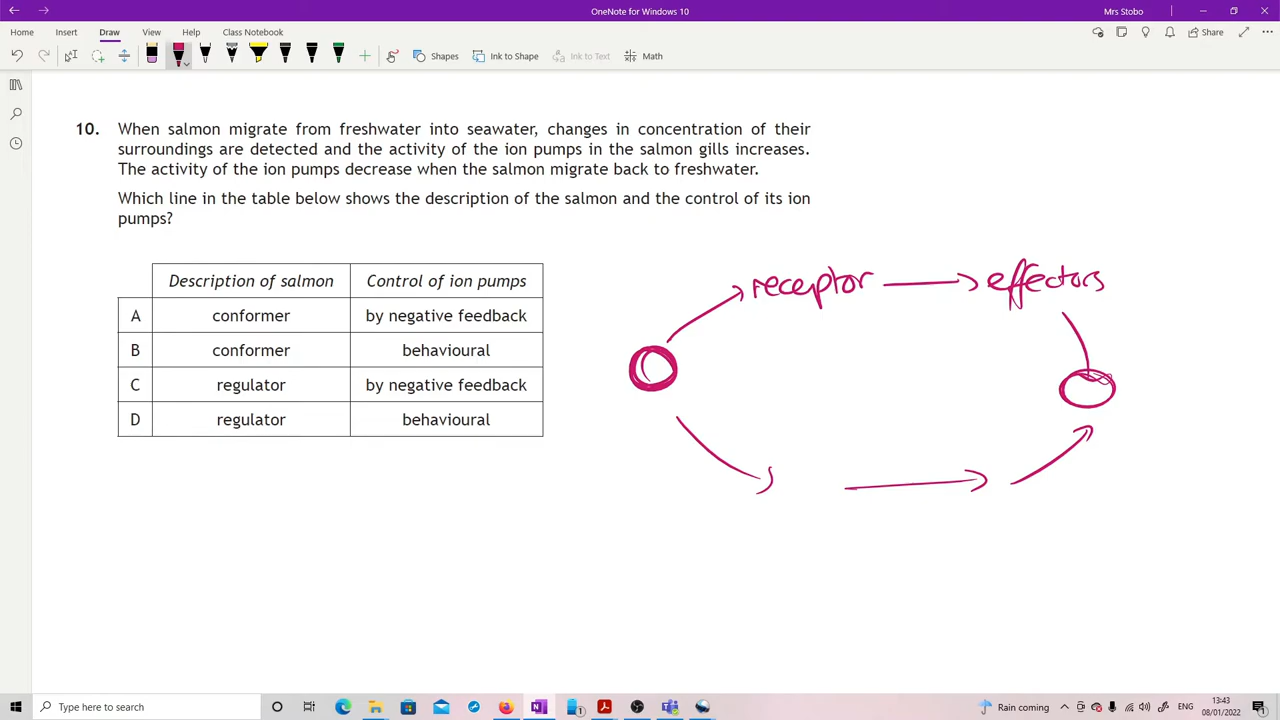 OneNote for Windows 10
Mrs Stobo
Home Insert Draw View Help Class Notebook
Share
Shapes Ink to Shape Ink to Text Math
10. When salmon migrate from freshwater into seawater, changes in concentration of their
surroundings are detected and the activity of the ion pumps in the salmon gills increases.
The activity of the ion pumps decrease when the salmon migrate back to freshwater.
Which line in the table below shows the description of the salmon and the control of its ion
pumps?
Description of salmon Control of ion pumps
A conformer by negative feedback
B conformer behavioural
C regulator by negative feedback
D regulator behavioural
receptor effectors
Type here to search
Rain coming
ENG
13:43
08/01/2022